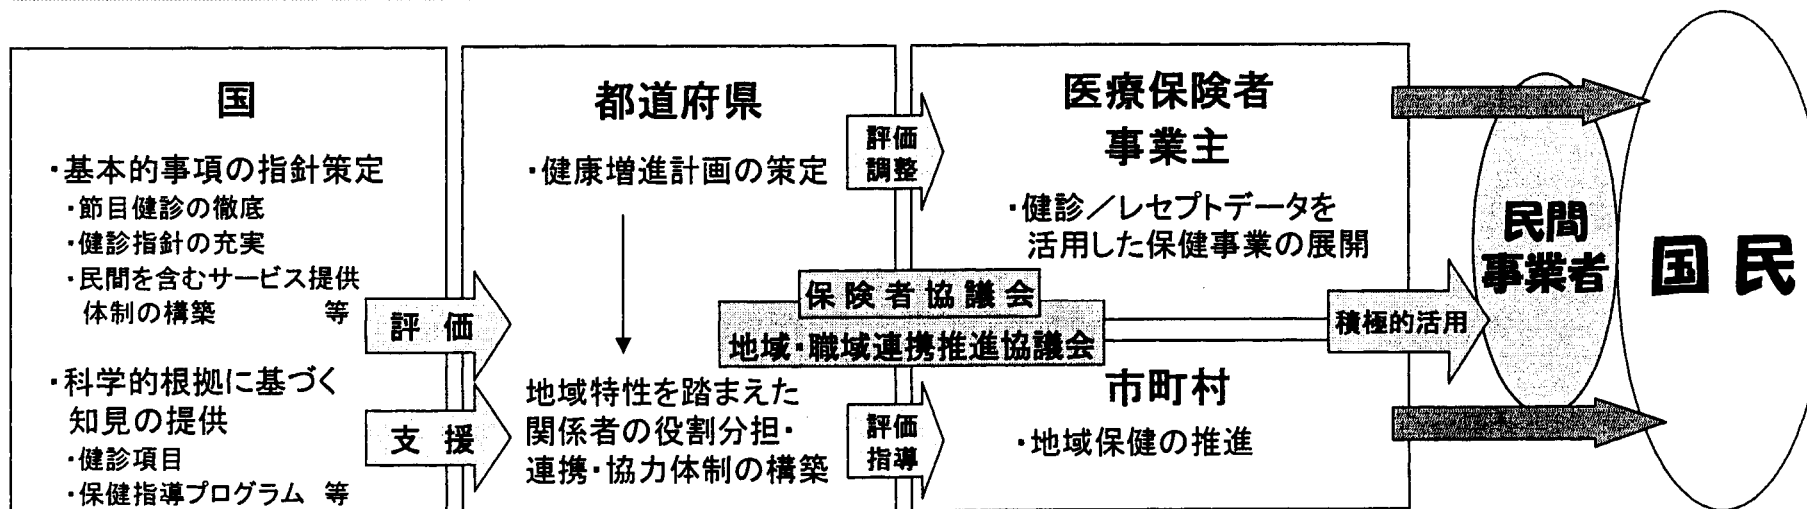 国
・基本的事項の指針策定
・節目健診の徹底
・健診指針の充実
・民間を含むサービス提供
体制の構築 等
・科学的根拠に基づく
知見の提供
・健診項目
・保健指導プログラム 等
評 価
支 援
都道府県
・健康増進計画の策定
地域特性を踏まえた
関係者の役割分担・
連携・協力体制の構築
評価
調整
評価
指導
保 険 者 協 議 会
地域・職域連携推進協議会
医療保険者
事業主
・健診／レセプトデータを
活用した保健事業の展開
市町村
・地域保健の推進
積極的活用
民間
事業者
国 民